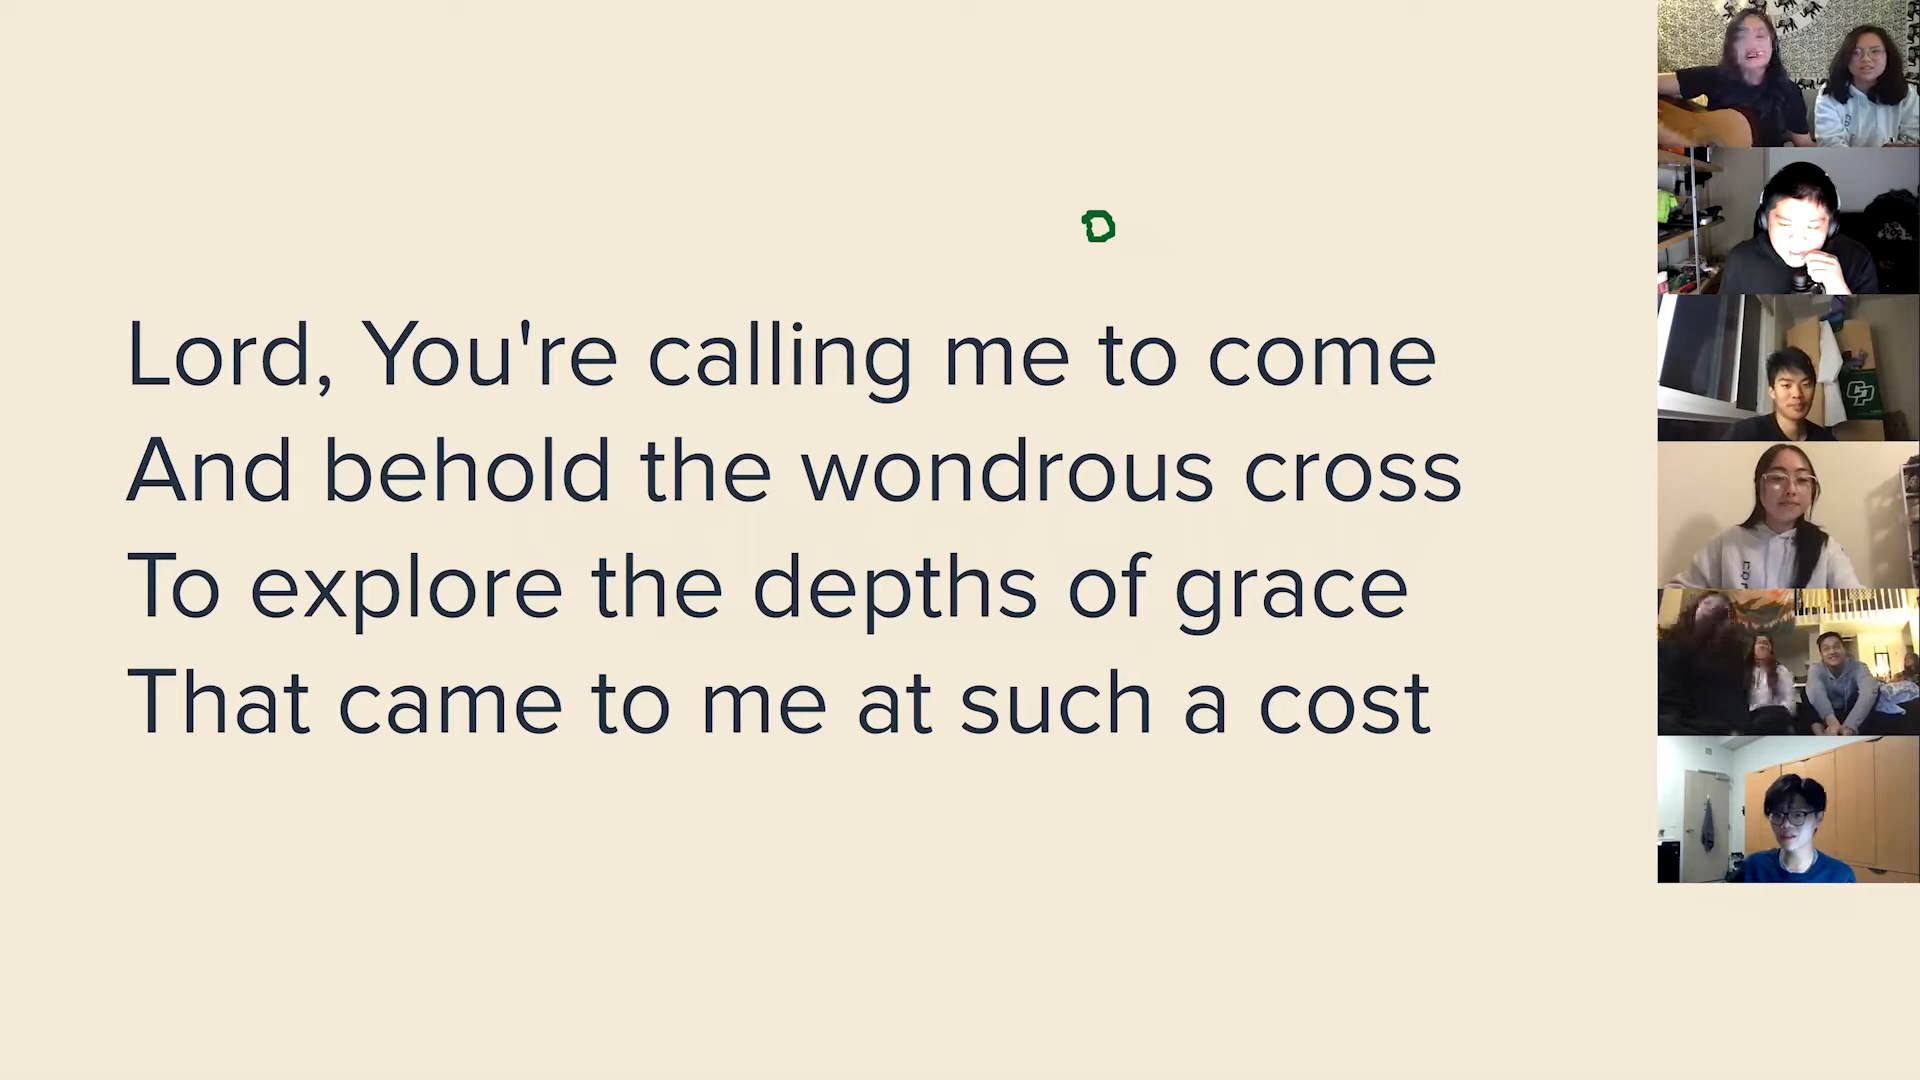 Lord, You're calling me to come
And behold the wondrous cross
To explore the depths of grace
That came to me at such a cost
CP